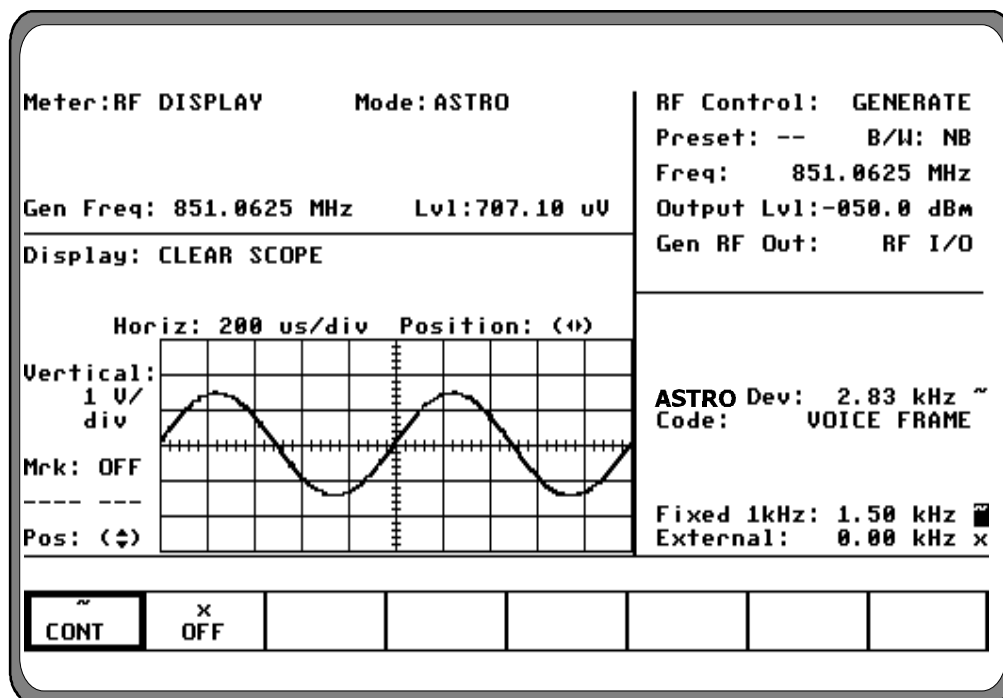 Meter:RF DISPLAY Mode:ASTRO
Gen Freq: 851.0625 MHz Lvl:707.10 uV
Display: CLEAR SCOPE
Horiz: 200 us/div Position: (↔)
Vertical:
1 V/
div
Mrk: OFF
---- ---
Pos: (↕)
RF Control: GENERATE
Preset: -- B/W: NB
Freq: 851.0625 MHz
Output Lvl:-050.0 dBm
Gen RF Out: RF I/O
ASTRO Dev: 2.83 kHz ~
Code: VOICE FRAME
Fixed 1kHz: 1.50 kHz ~
External: 0.00 kHz x
~
CONT
x
OFF